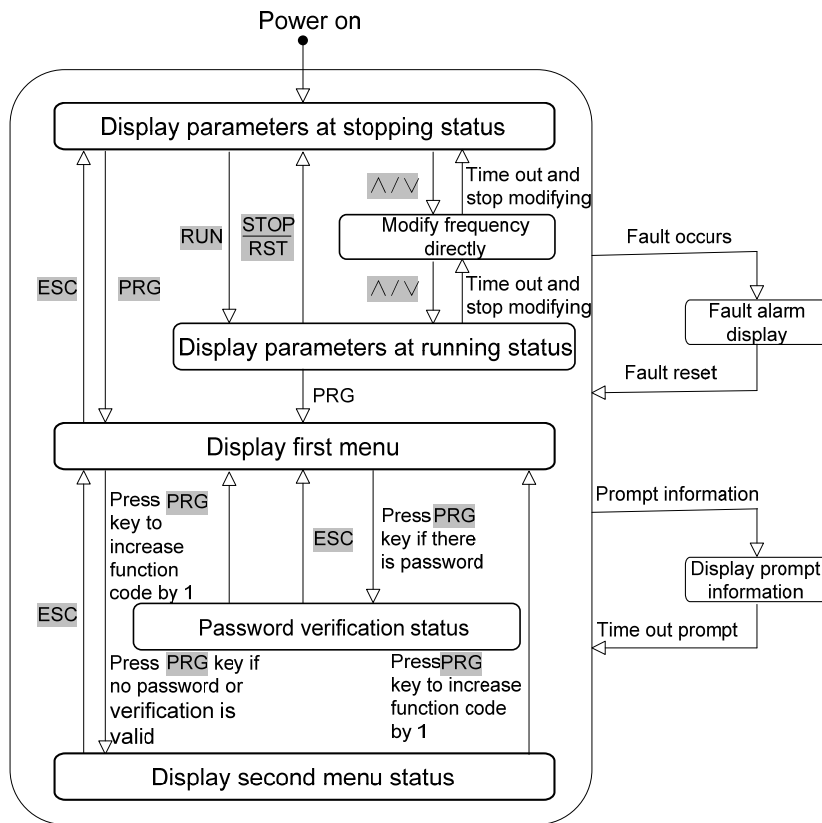 Power on
Display parameters at stopping status
∧/∨
Time out and
stop modifying
RUN
STOP
RST
Modify frequency
directly
Fault occurs
ESC
PRG
∧/∨
Time out and
stop modifying
Fault alarm
display
Display parameters at running status
Fault reset
PRG
Display first menu
Press PRG
key to
increase
function
code by 1
ESC
Press PRG
key if there
is password
Prompt information
Display prompt
information
ESC
Password verification status
Time out prompt
Press PRG key if
no password or
verification is
valid
Press PRG
key to increase
function code
by 1
Display second menu status